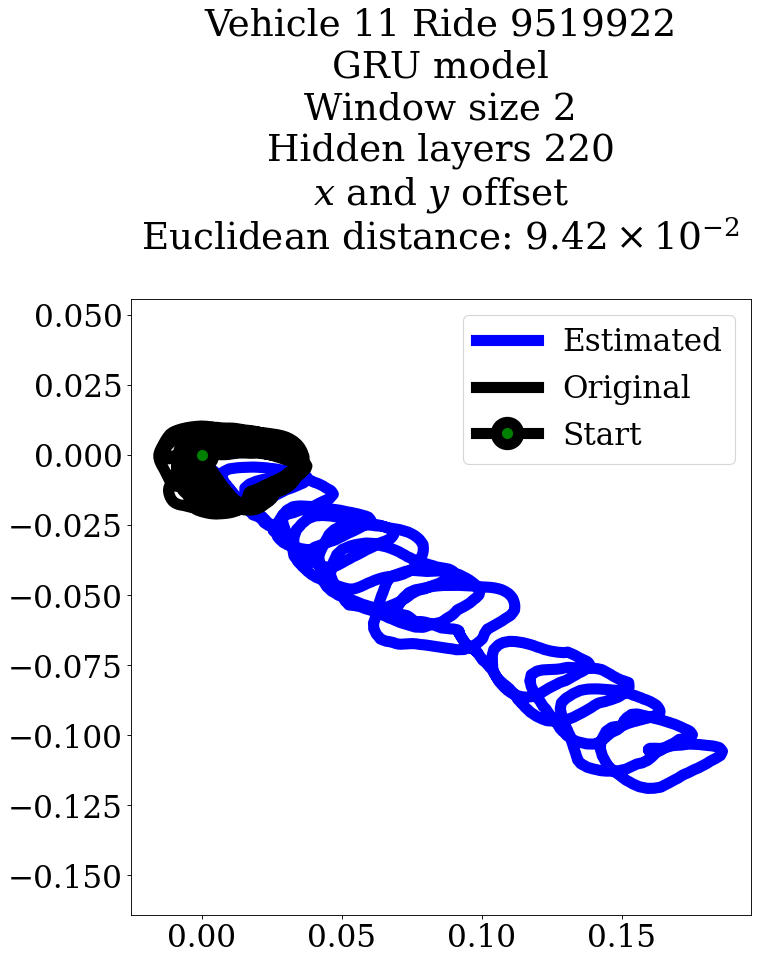 Vehicle 11 Ride 9519922
GRU model
Window size 2
Hidden layers 220
x and y offset
Euclidean distance: 9.42 × 10⁻²
0.050
0.025
0.000
−0.025
−0.050
−0.075
−0.100
−0.125
−0.150
Estimated
Original
Start
0.00 0.05 0.10 0.15